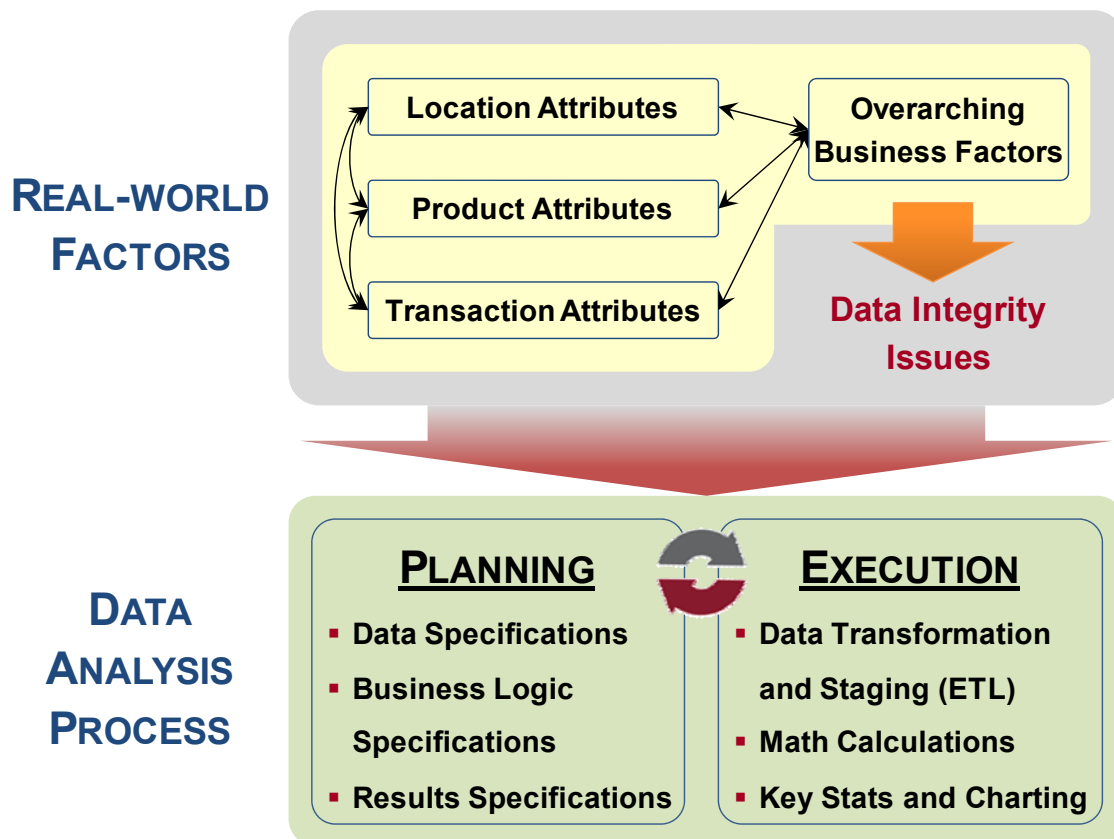 REAL-WORLD
FACTORS
Location Attributes
Product Attributes
Transaction Attributes
Overarching
Business Factors
Data Integrity
Issues
DATA
ANALYSIS
PROCESS
PLANNING
▪ Data Specifications
▪ Business Logic
Specifications
▪ Results Specifications
EXECUTION
▪ Data Transformation
and Staging (ETL)
▪ Math Calculations
▪ Key Stats and Charting